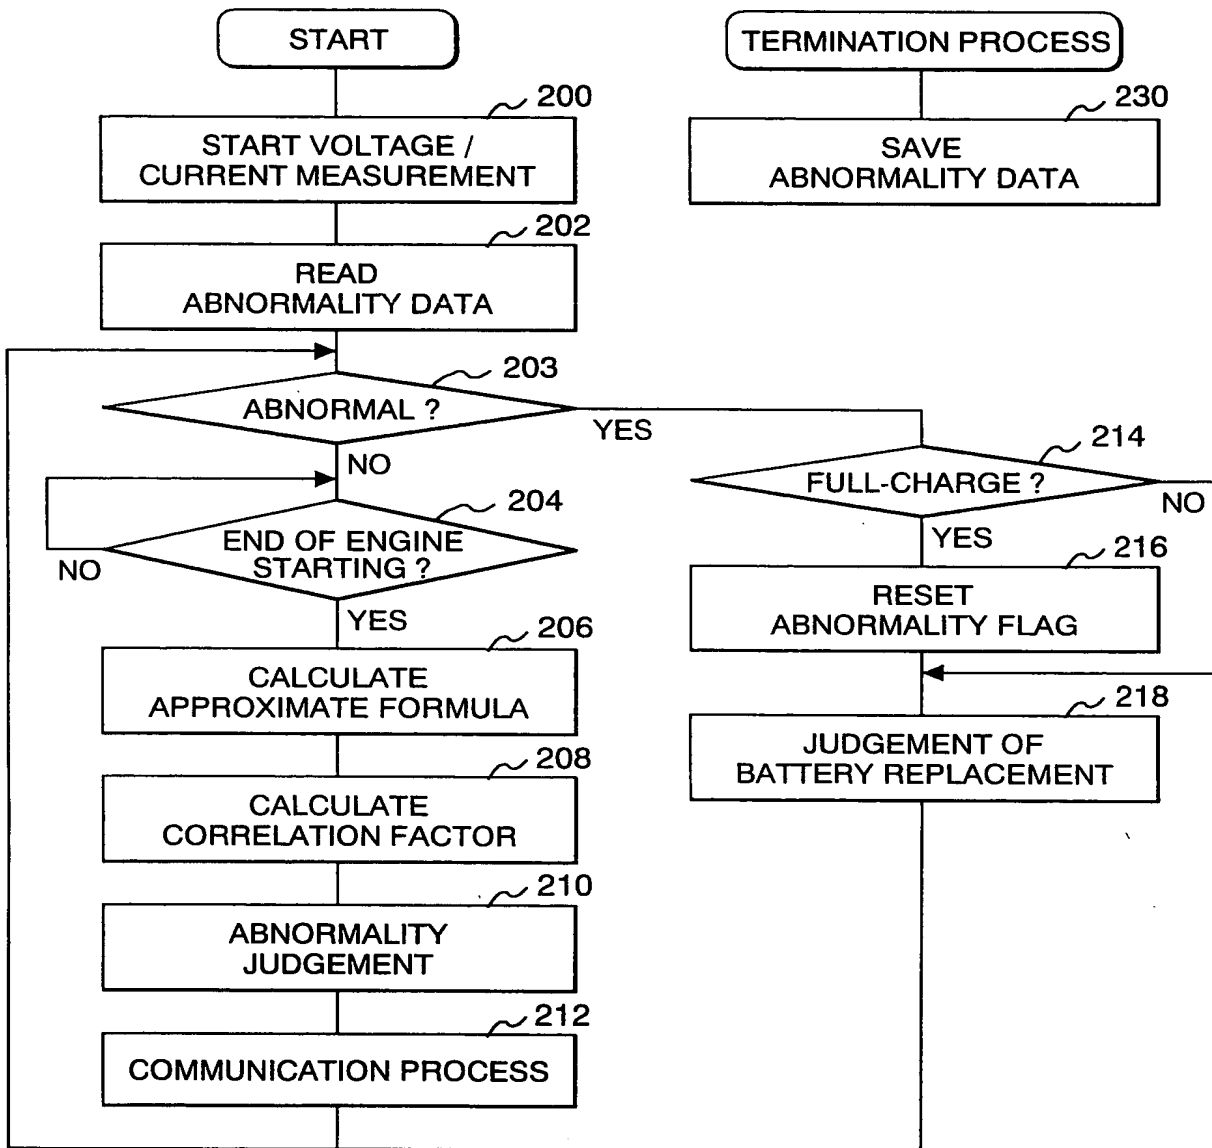 START
200
START VOLTAGE /
CURRENT MEASUREMENT
202
READ
ABNORMALITY DATA
203
ABNORMAL ?
YES
NO
204
END OF ENGINE
STARTING ?
NO
YES
206
CALCULATE
APPROXIMATE FORMULA
208
CALCULATE
CORRELATION FACTOR
210
ABNORMALITY
JUDGEMENT
212
COMMUNICATION PROCESS
TERMINATION PROCESS
230
SAVE
ABNORMALITY DATA
214
FULL-CHARGE ?
NO
YES
216
RESET
ABNORMALITY FLAG
218
JUDGEMENT OF
BATTERY REPLACEMENT